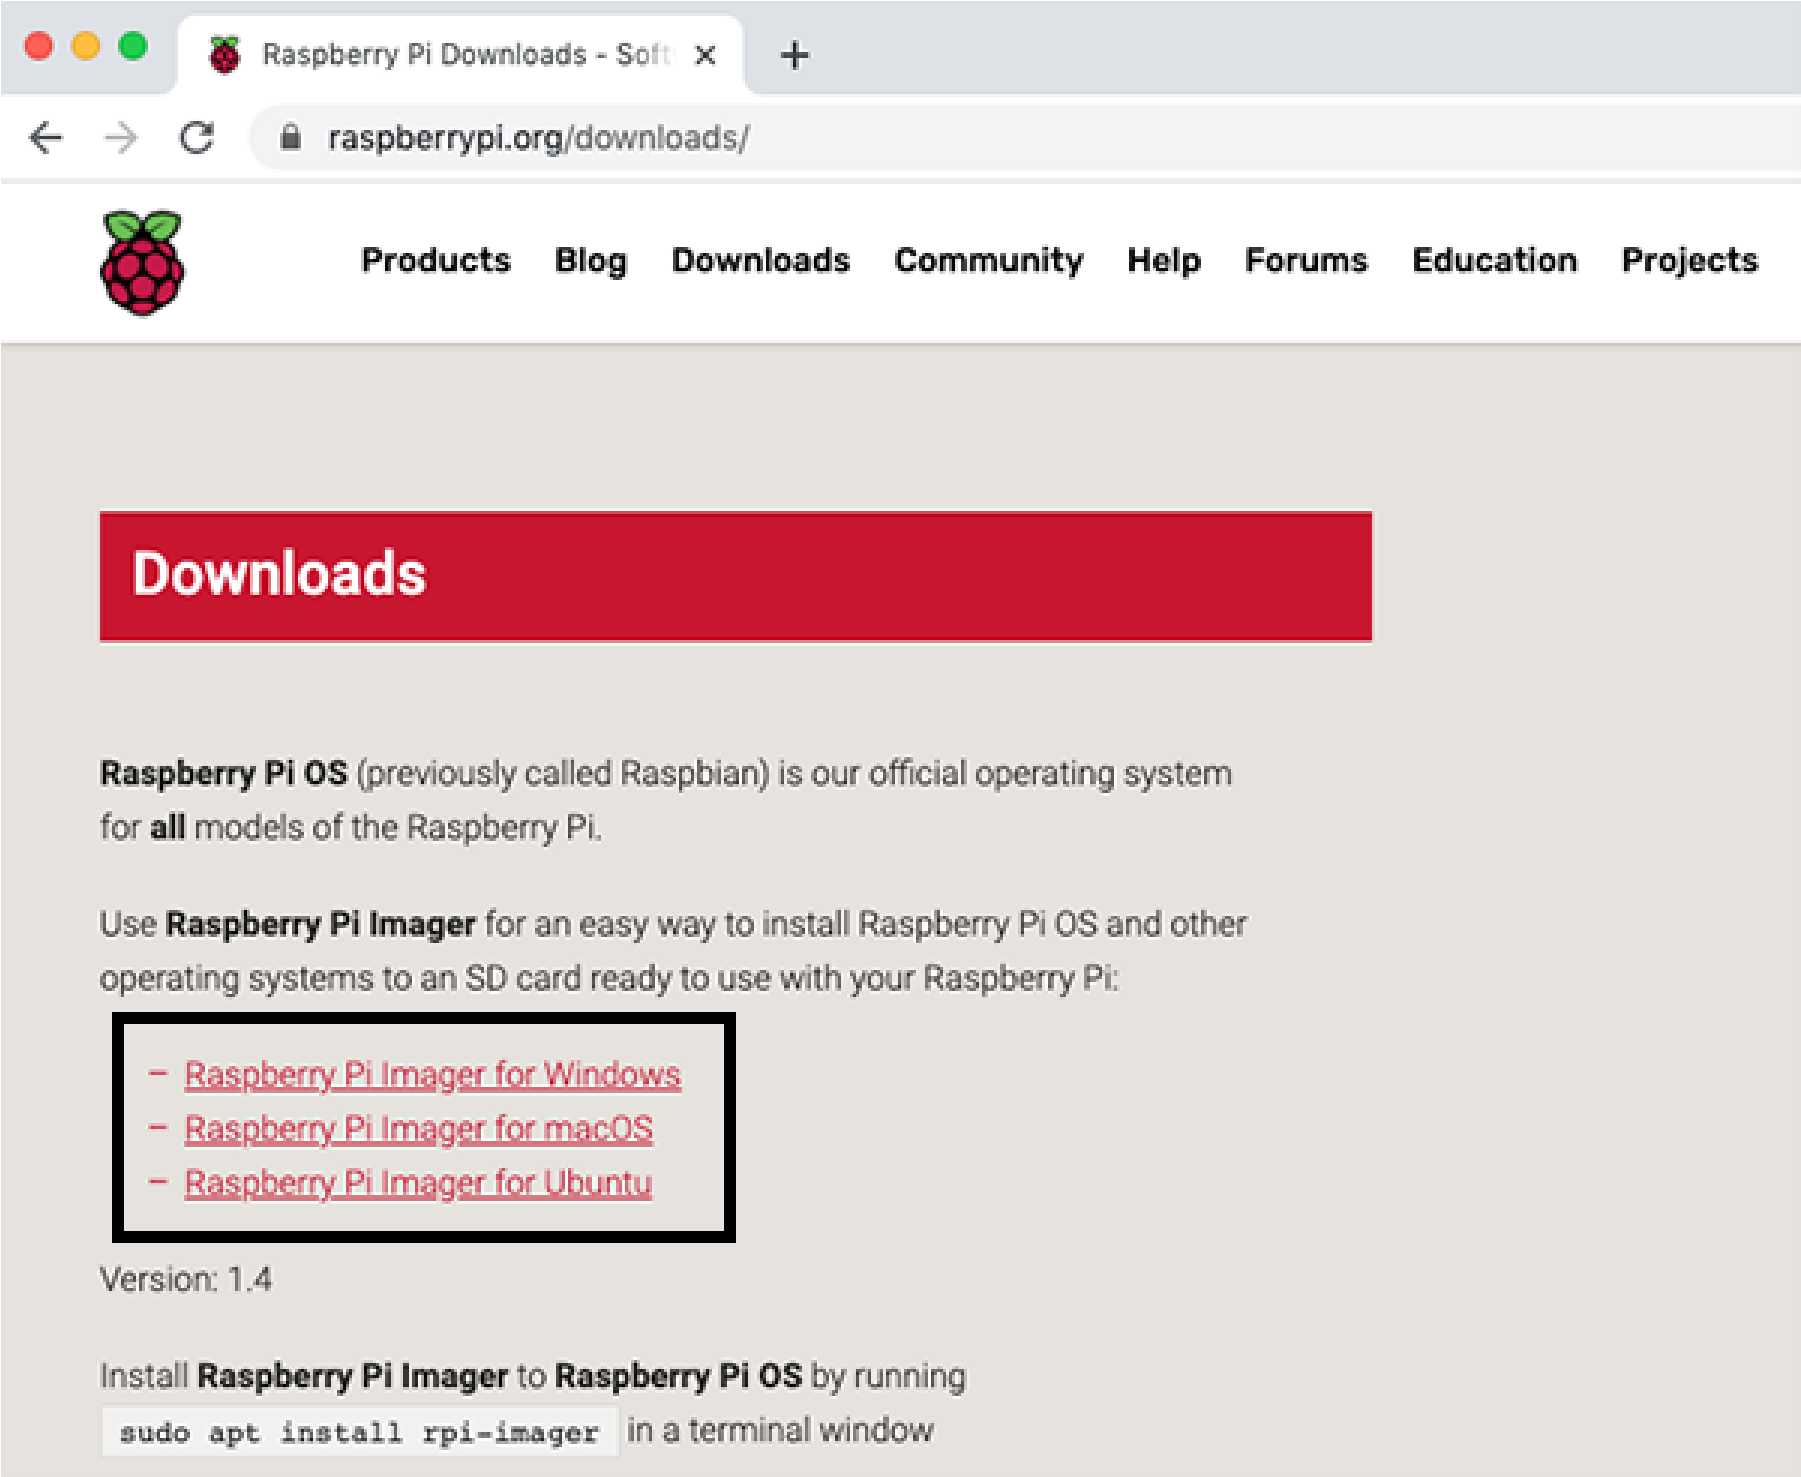 Raspberry Pi Downloads - Soft
raspberrypi.org/downloads/
Products Blog Downloads Community Help Forums Education Projects
Downloads
Raspberry Pi OS (previously called Raspbian) is our official operating system
for all models of the Raspberry Pi.
Use Raspberry Pi Imager for an easy way to install Raspberry Pi OS and other
operating systems to an SD card ready to use with your Raspberry Pi:
– Raspberry Pi Imager for Windows
– Raspberry Pi Imager for macOS
– Raspberry Pi Imager for Ubuntu
Version: 1.4
Install Raspberry Pi Imager to Raspberry Pi OS by running
sudo apt install rpi-imager in a terminal window